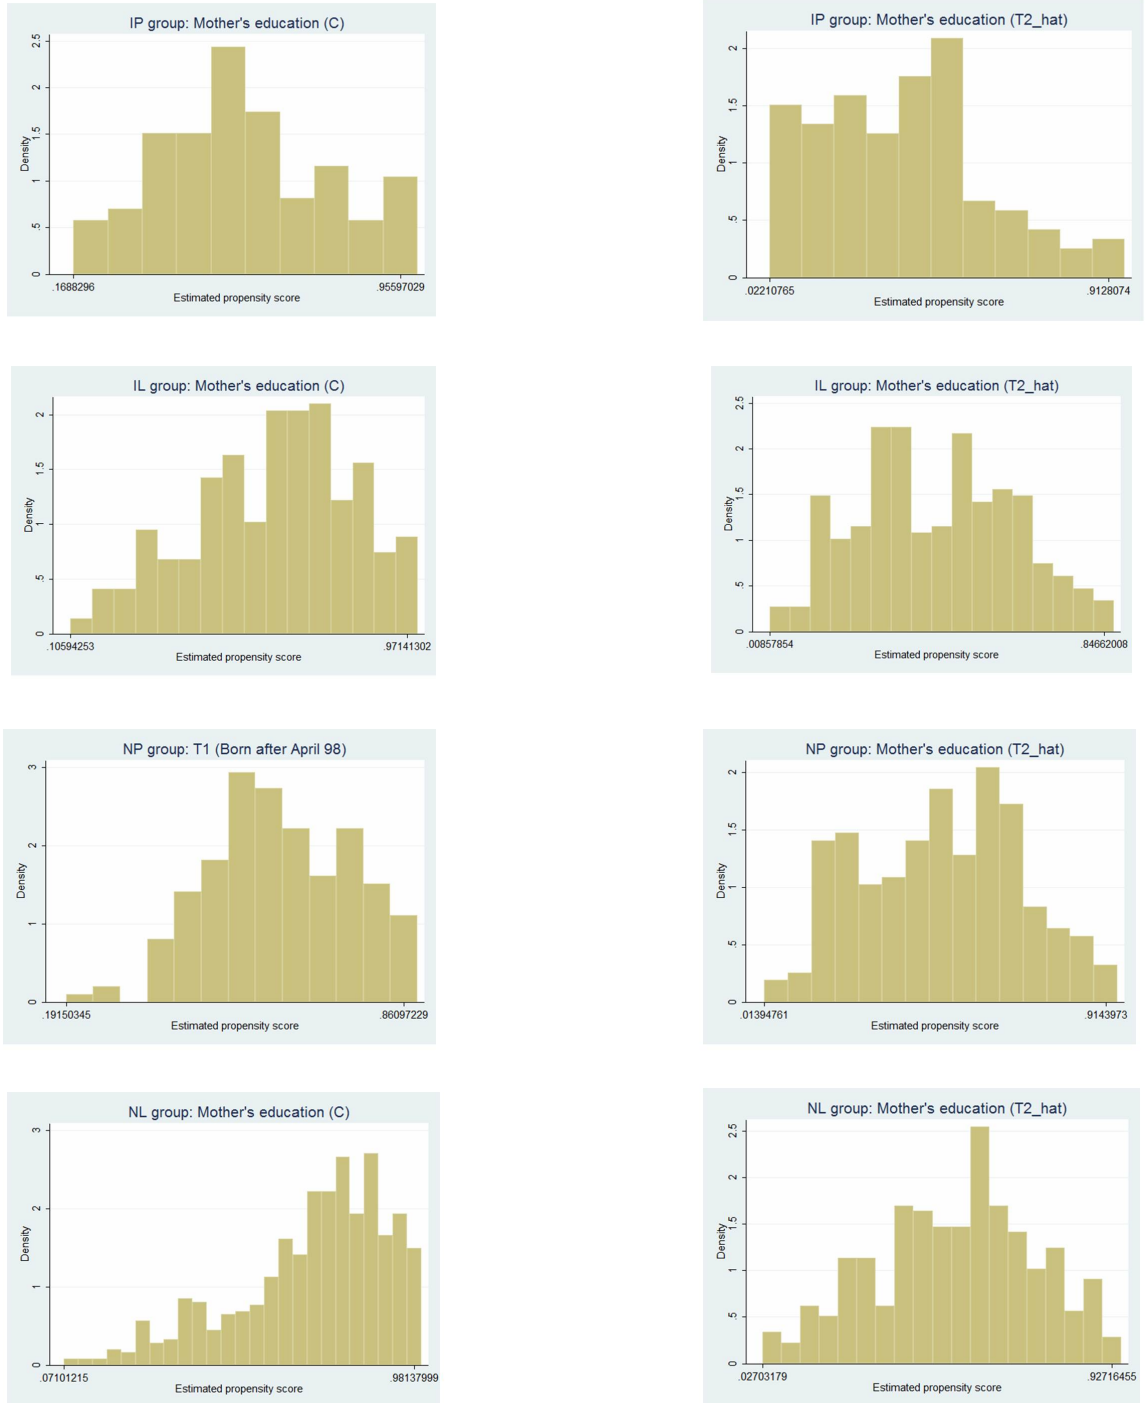 IP group: Mother's education (C)
2.5
2
1.5
1
.5
0
Density
.1688296
.95597029
Estimated propensity score
IP group: Mother's education (T2_hat)
2
1.5
1
.5
0
Density
.02210765
.9128074
Estimated propensity score
IL group: Mother's education (C)
2
1.5
1
.5
0
Density
.10594253
.97141302
Estimated propensity score
IL group: Mother's education (T2_hat)
2.5
2
1.5
1
.5
0
Density
.00857854
.84662008
Estimated propensity score
NP group: T1 (Born after April 98)
3
2
1
0
Density
.19150345
.86097229
Estimated propensity score
NP group: Mother's education (T2_hat)
2
1.5
1
.5
0
Density
.01394761
.9143973
Estimated propensity score
NL group: Mother's education (C)
3
2
1
0
Density
.07101215
.98137999
Estimated propensity score
NL group: Mother's education (T2_hat)
2.5
2
1.5
1
.5
0
Density
.02703179
.92716455
Estimated propensity score